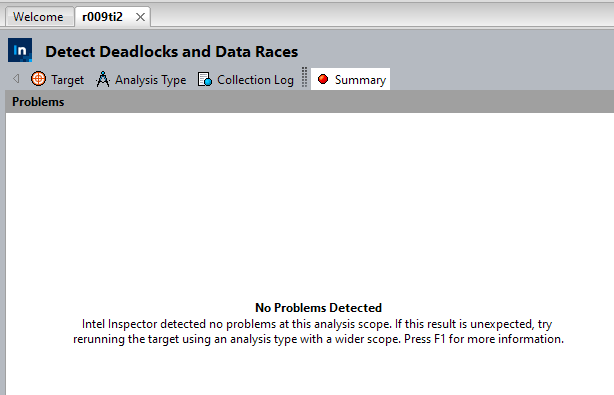 Welcome r009ti2
In Detect Deadlocks and Data Races
Target Analysis Type Collection Log Summary
Problems
No Problems Detected
Intel Inspector detected no problems at this analysis scope. If this result is unexpected, try
rerunning the target using an analysis type with a wider scope. Press F1 for more information.